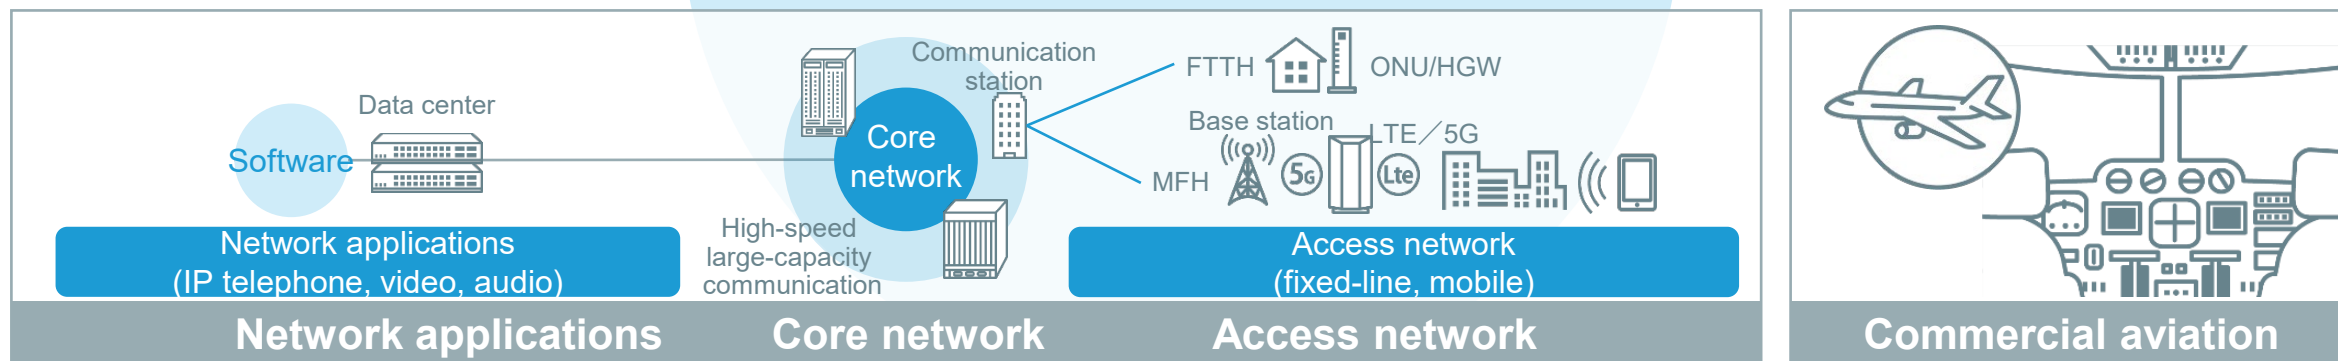 Software
Data center
Network applications
(IP telephone, video, audio)
Communication
station
Core
network
High-speed
large-capacity
communication
FTTH
ONU/HGW
Base station
LTE／5G
MFH
5G
Lte
Access network
(fixed-line, mobile)
Network applications
Core network
Access network
Commercial aviation